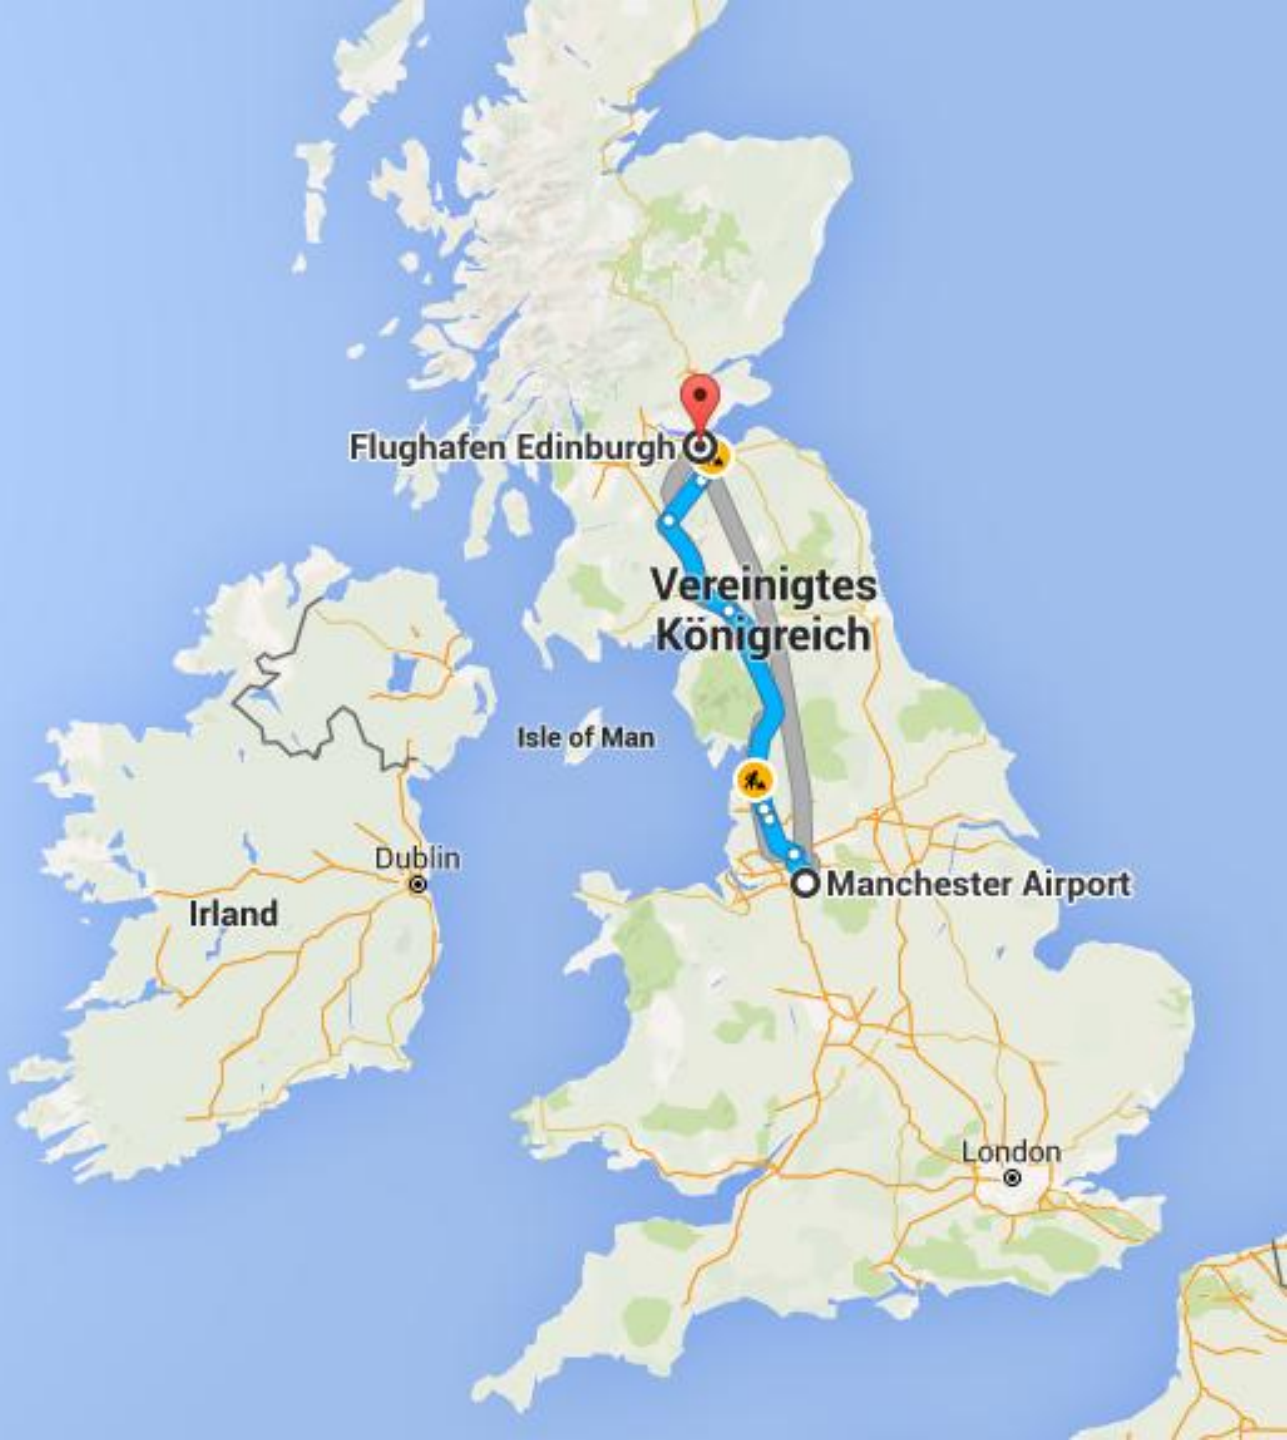 Flughafen Edinburgh
Vereinigtes
Königreich
Isle of Man
Dublin
Irland
Manchester Airport
London